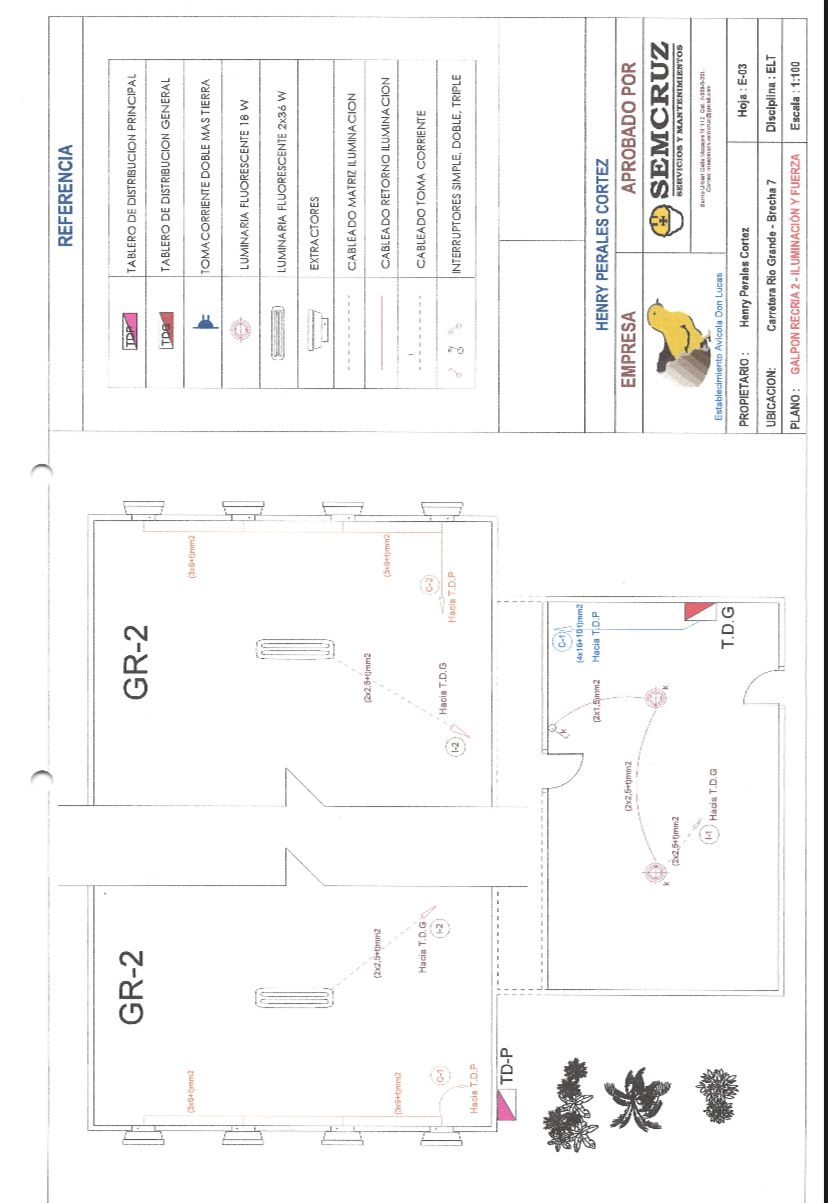 REFERENCIA
TDP
TABLERO DE DISTRIBUCION PRINCIPAL
TDG
TABLERO DE DISTRIBUCION GENERAL
TOMACORRIENTE DOBLE MAS TIERRA
LUMINARIA FLUORESCENTE 18 W
LUMINARIA FLUORESCENTE 2x36 W
EXTRACTORES
CABLEADO MATRIZ ILUMINACION
CABLEADO RETORNO ILUMINACION
CABLEADO TOMA CORRIENTE
INTERRUPTORES SIMPLE, DOBLE, TRIPLE
HENRY PERALES CORTEZ
EMPRESA
APROBADO POR
Establecimiento Avicola Don Lucas
SEMCRUZ
SERVICIOS Y MANTENIMIENTOS
PROPIETARIO : Henry Perales Cortez
Hoja : E-03
UBICACION: Carretera Rio Grande - Brecha 7
Disciplina : ELT
PLANO : GALPON RECRIA 2 - ILUMINACIÓN Y FUERZA
Escala : 1:100
GR-2
(3x6+t)mm2
(3x6+t)mm2
(2x2,5+t)mm2
Hacia T.D.G
I-2
C-1
Hacia T.D.P
TD-P
GR-2
(3x6+t)mm2
(3x6+t)mm2
(2x2,5+t)mm2
Hacia T.D.G
I-2
C-2
Hacia T.D.P
C-1
(4x16+10t)mm2
Hacia T.D.P
T.D.G
(2x1,5)mm2
k
k
(2x2,5+t)mm2
(2x2,5+t)mm2
k
I-1
Hacia T.D.G